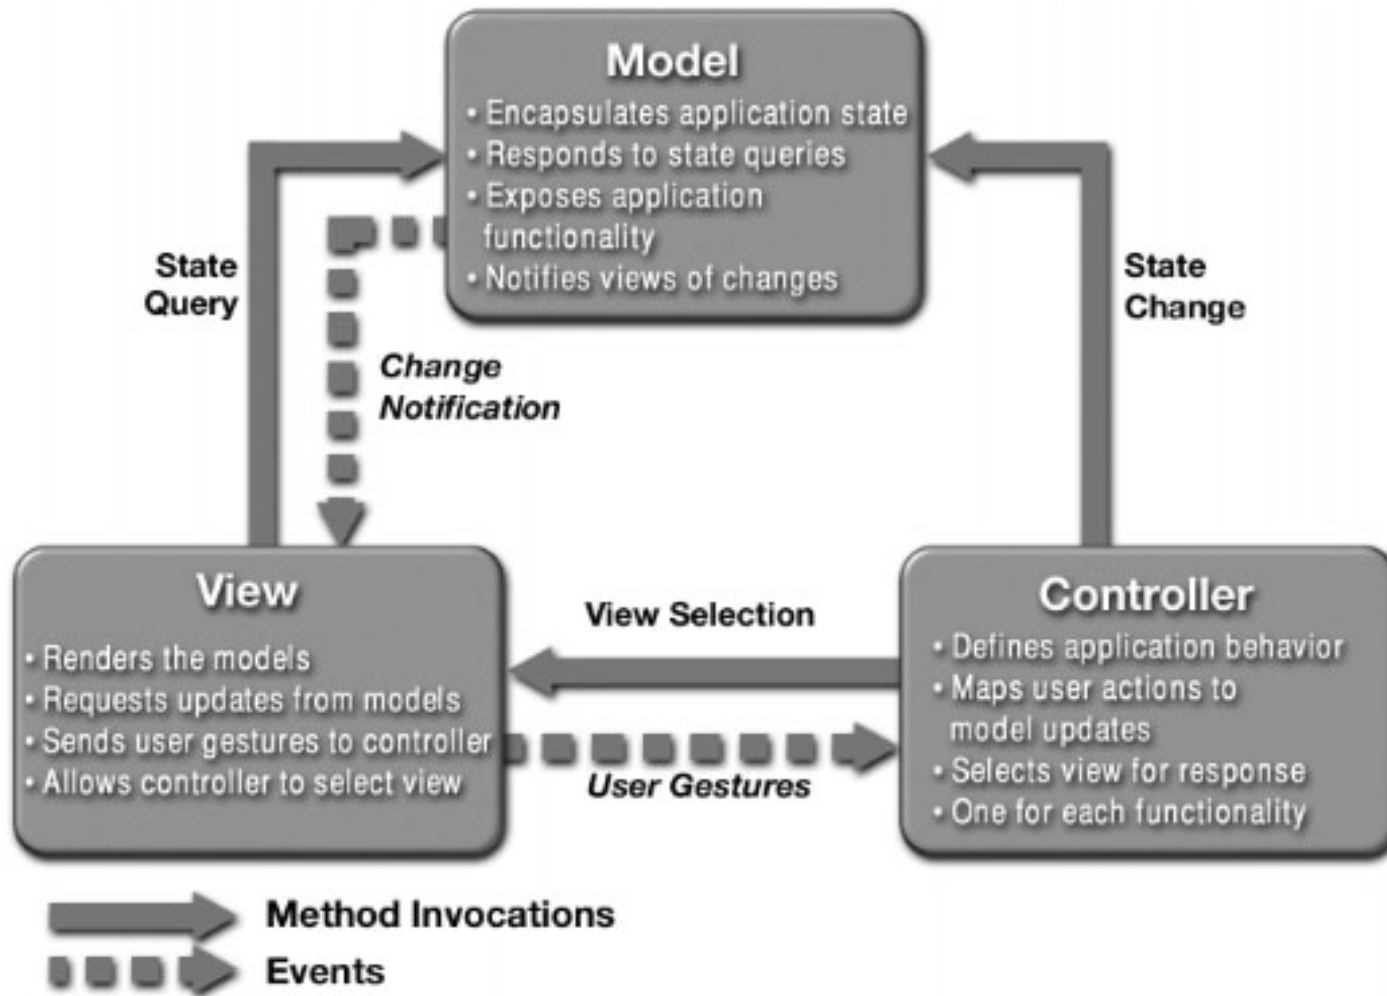 Model
• Encapsulates application state
• Responds to state queries
• Exposes application
functionality
• Notifies views of changes
State
Query
State
Change
Change
Notification
View
• Renders the models
• Requests updates from models
• Sends user gestures to controller
• Allows controller to select view
View Selection
User Gestures
Controller
• Defines application behavior
• Maps user actions to
model updates
• Selects view for response
• One for each functionality
Method Invocations
Events